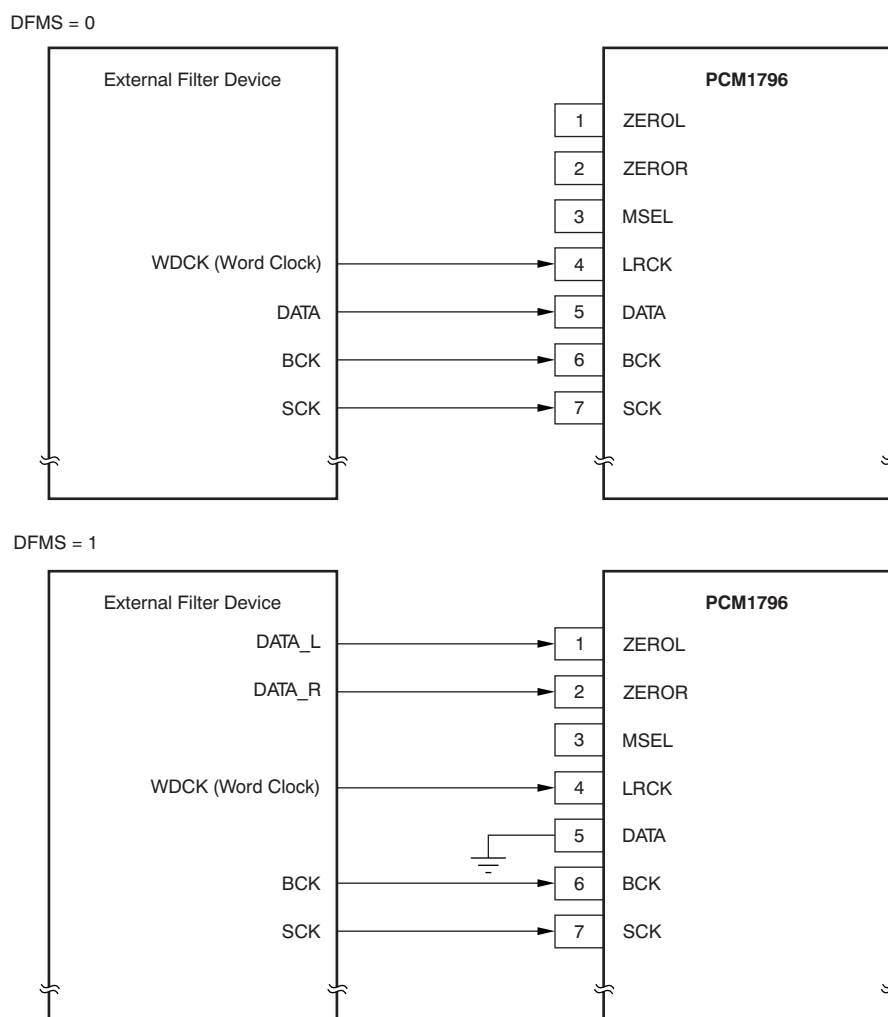 DFMS = 0
External Filter Device
PCM1796
1 ZEROL
2 ZEROR
3 MSEL
WDCK (Word Clock) 4 LRCK
DATA 5 DATA
BCK 6 BCK
SCK 7 SCK
DFMS = 1
External Filter Device
PCM1796
DATA_L 1 ZEROL
DATA_R 2 ZEROR
3 MSEL
WDCK (Word Clock) 4 LRCK
5 DATA
BCK 6 BCK
SCK 7 SCK